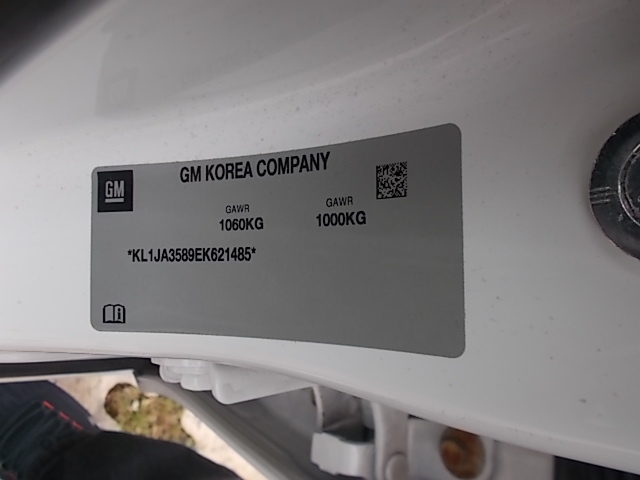 GM KOREA COMPANY
GM
GAWR
1060KG
GAWR
1000KG
*KL1JA3589EK621485*
i